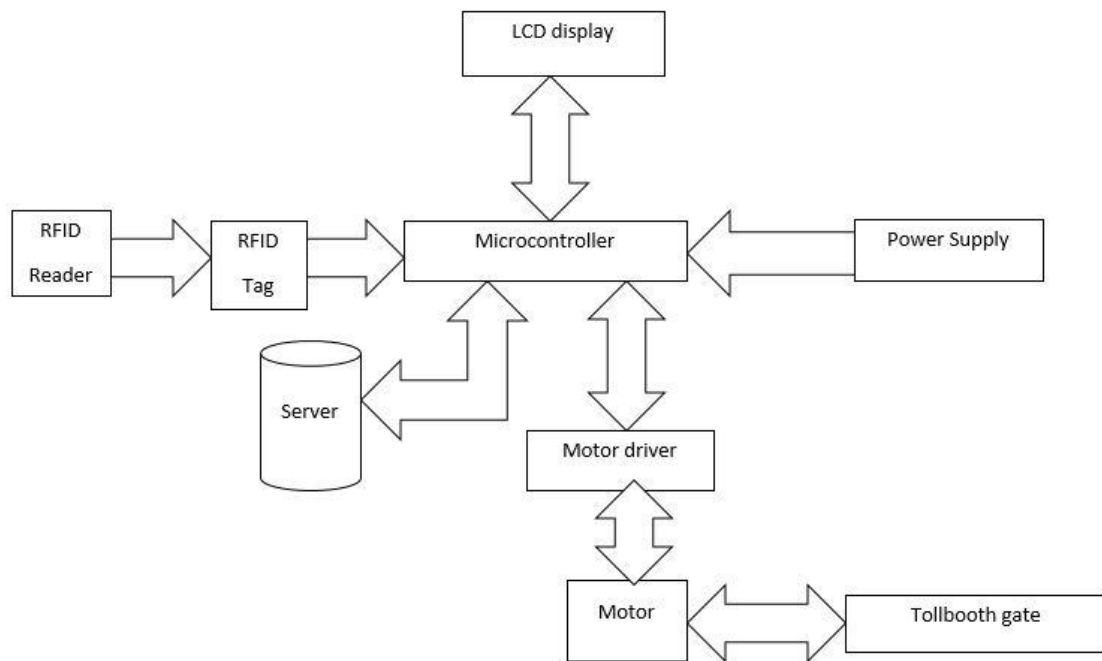 LCD display
RFID
Reader
RFID
Tag
Microcontroller
Power Supply
Server
Motor driver
Motor
Tollbooth gate